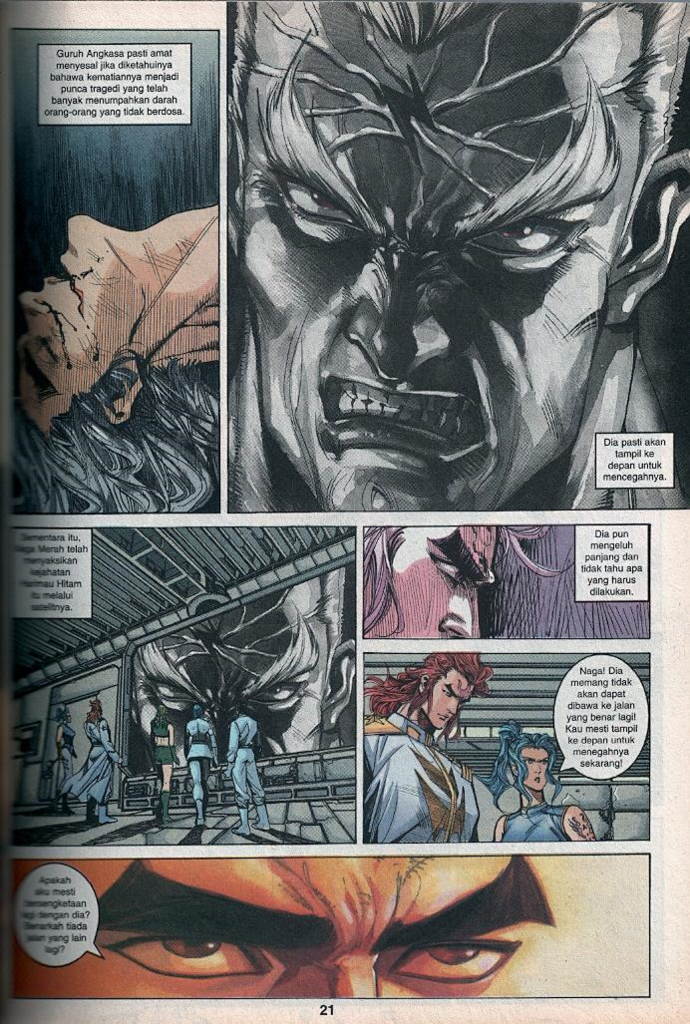 Guruh Angkasa pasti amat
menyesal jika diketahuinya
bahawa kematiannya menjadi
punca tragedi yang telah
banyak menumpahkan darah
orang-orang yang tidak berdosa.
Dia pasti akan
tampil ke
depan untuk
mencegahnya.
Sementara itu,
Naga Merah telah
menyaksikan
kejahatan
Harimau Hitam
itu melalui
satelitnya.
Dia pun
mengeluh
panjang dan
tidak tahu apa
yang harus
dilakukan.
Naga! Dia
memang tidak
akan dapat
dibawa ke jalan
yang benar lagi!
Kau mesti tampil
ke depan untuk
menegahnya
sekarang!
Apakah
aku mesti
bersengketaan
lagi dengan dia?
Benarkah tiada
jalan yang lain
lagi?
21